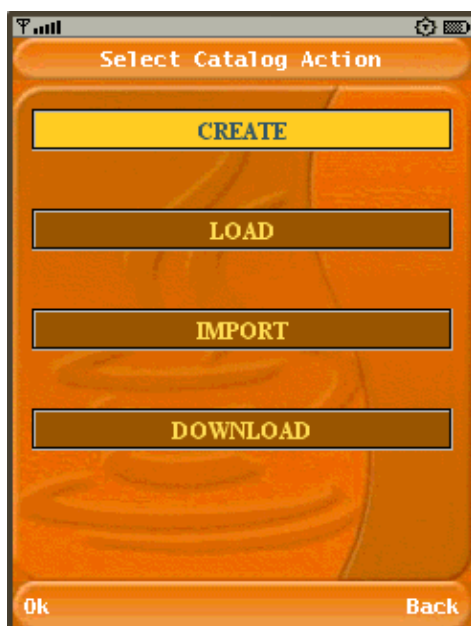 Select Catalog Action
CREATE
LOAD
IMPORT
DOWNLOAD
Ok Back